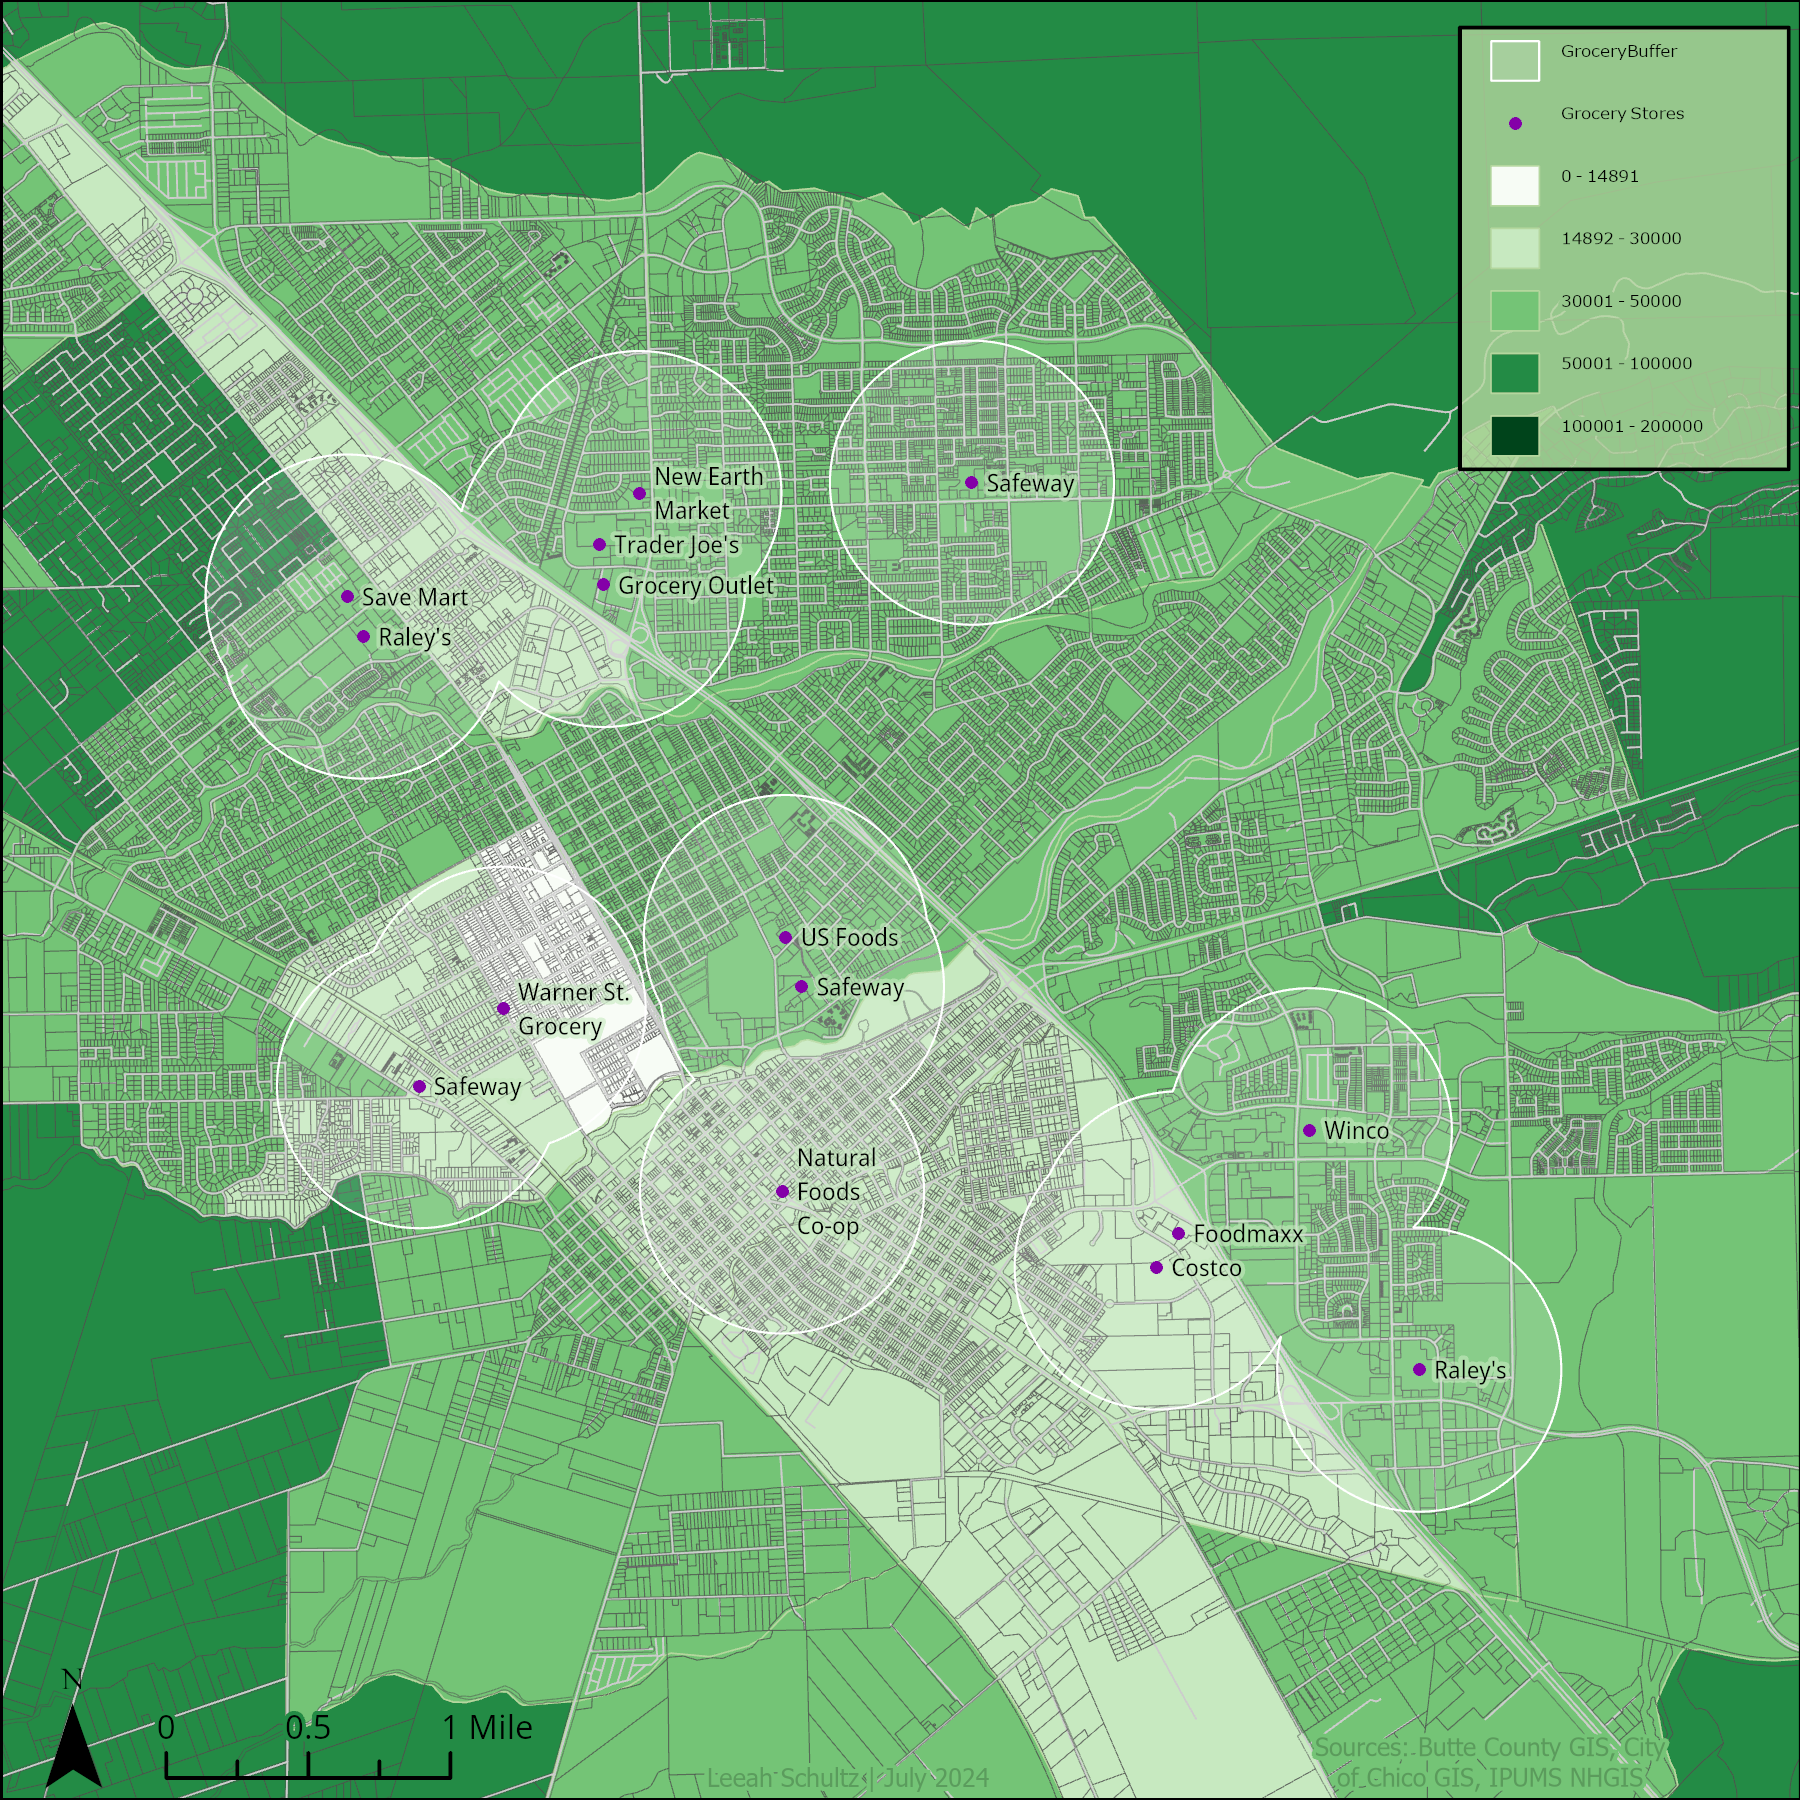 GroceryBuffer
Grocery Stores
0 - 14891
14892 - 30000
30001 - 50000
50001 - 100000
100001 - 200000
New Earth
Market
Safeway
Trader Joe's
Grocery Outlet
Save Mart
Raley's
US Foods
Safeway
Warner St.
Grocery
Safeway
Natural
Foods
Co-op
Winco
Foodmaxx
Costco
Raley's
N
0 0.5 1 Mile
Leeah Schultz | July 2024
Sources: Butte County GIS, City
of Chico GIS, IPUMS NHGIS